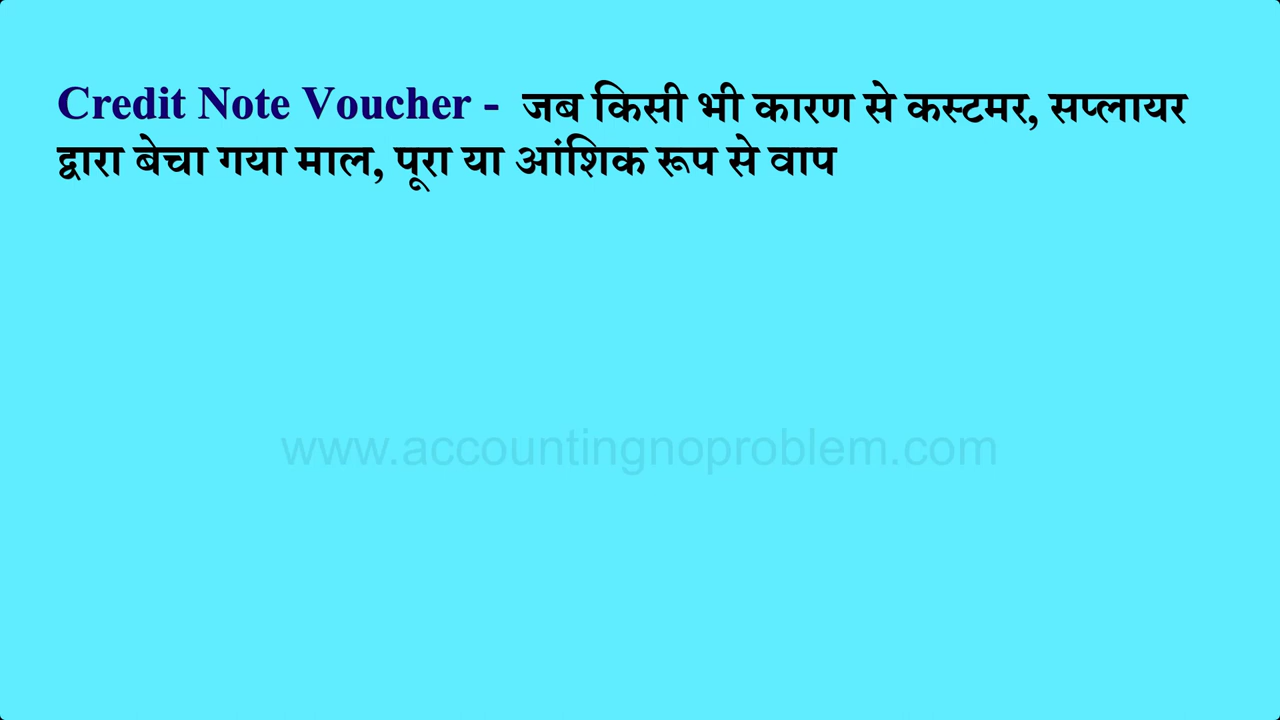 Credit Note Voucher - जब किसी भी कारण से कस्टमर, सप्लायर
द्वारा बेचा गया माल, पूरा या आंशिक रूप से वाप
www.accountingnoproblem.com